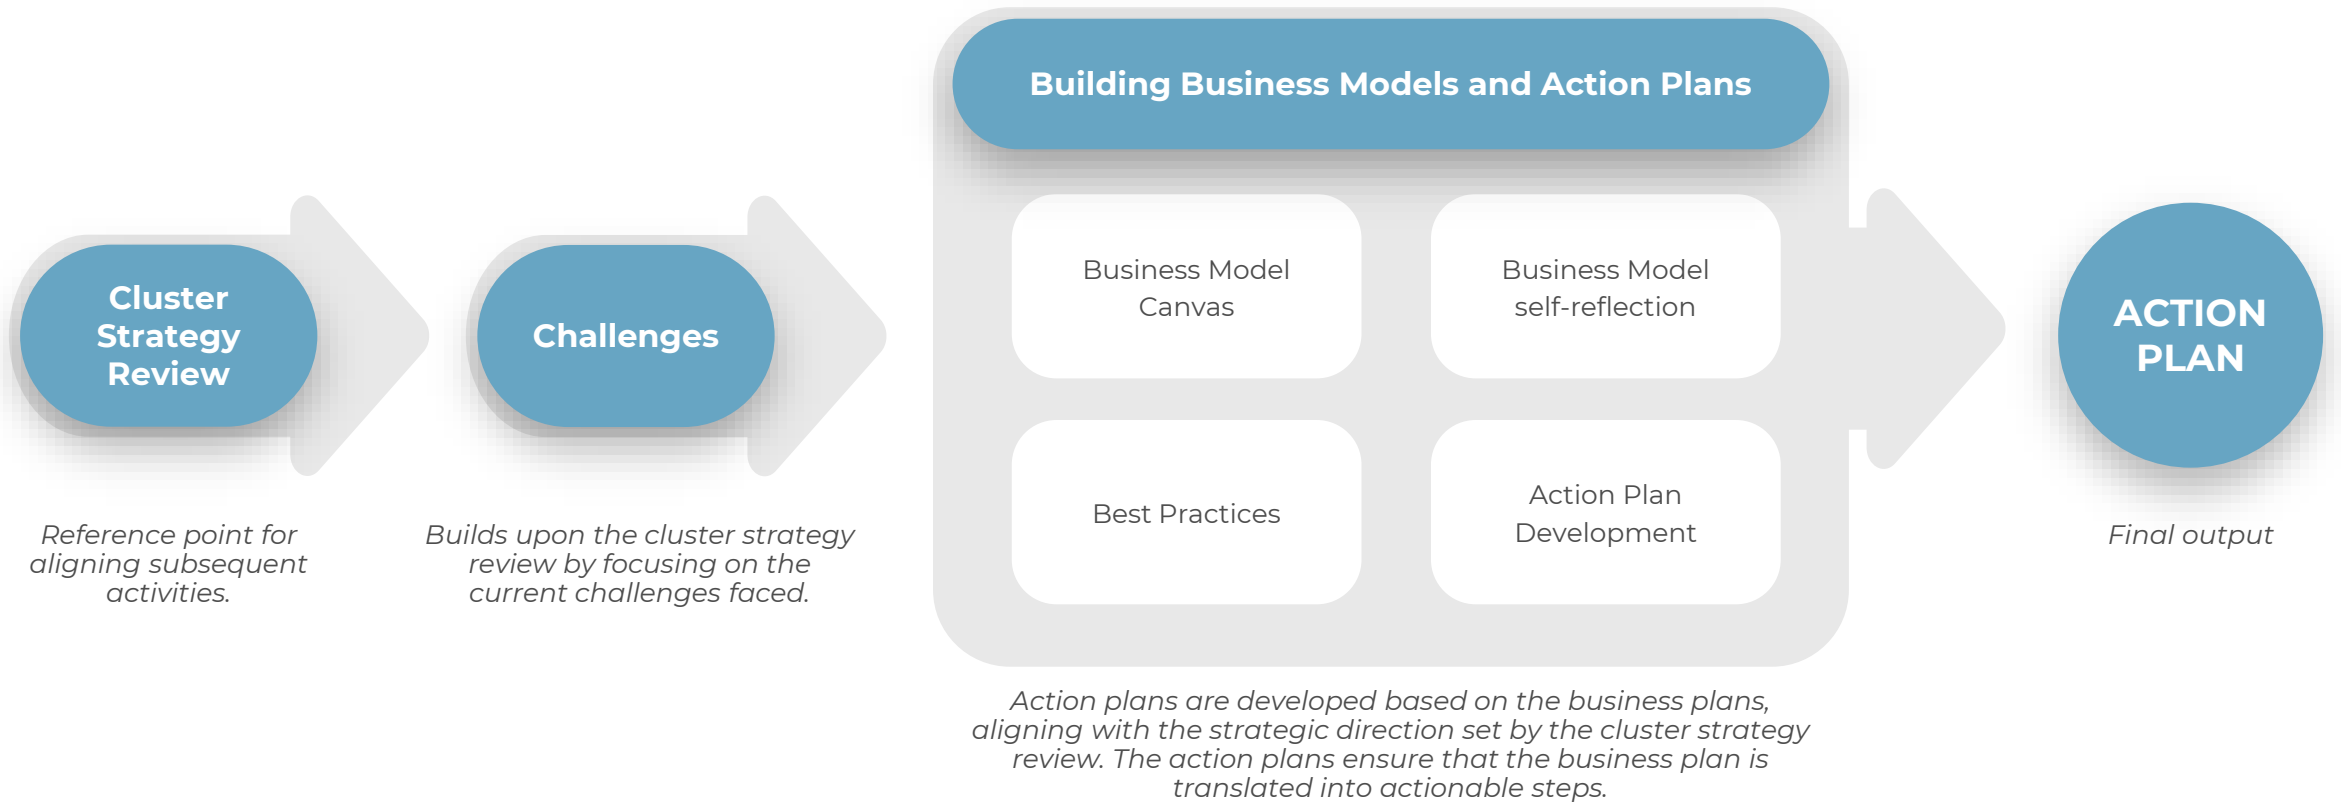 Cluster
Strategy
Review
Reference point for
aligning subsequent
activities.
Challenges
Builds upon the cluster strategy
review by focusing on the
current challenges faced.
Building Business Models and Action Plans
Business Model
Canvas
Business Model
self-reflection
Best Practices
Action Plan
Development
Action plans are developed based on the business plans,
aligning with the strategic direction set by the cluster strategy
review. The action plans ensure that the business plan is
translated into actionable steps.
ACTION
PLAN
Final output